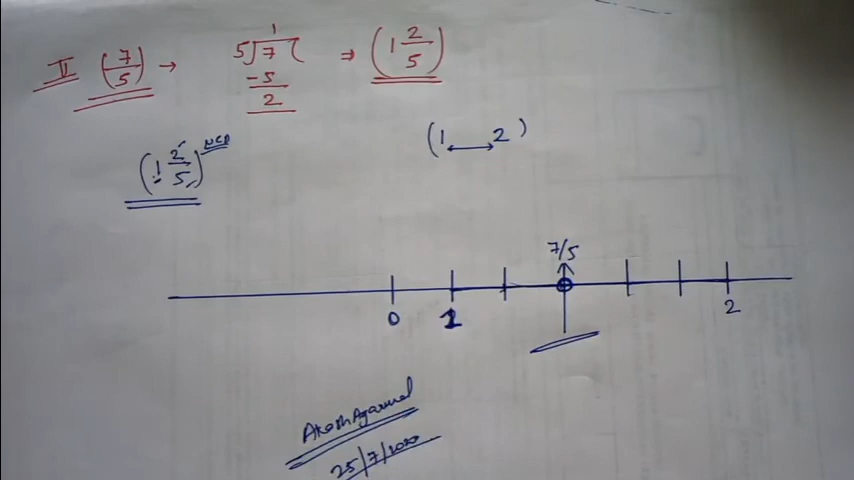 II (7/5) → 5)7( 1 ⇒ (1 2/5)
-5
2
(1 2/5)
(1 ↔ 2)
7/5
0 1 2
25/7/2020